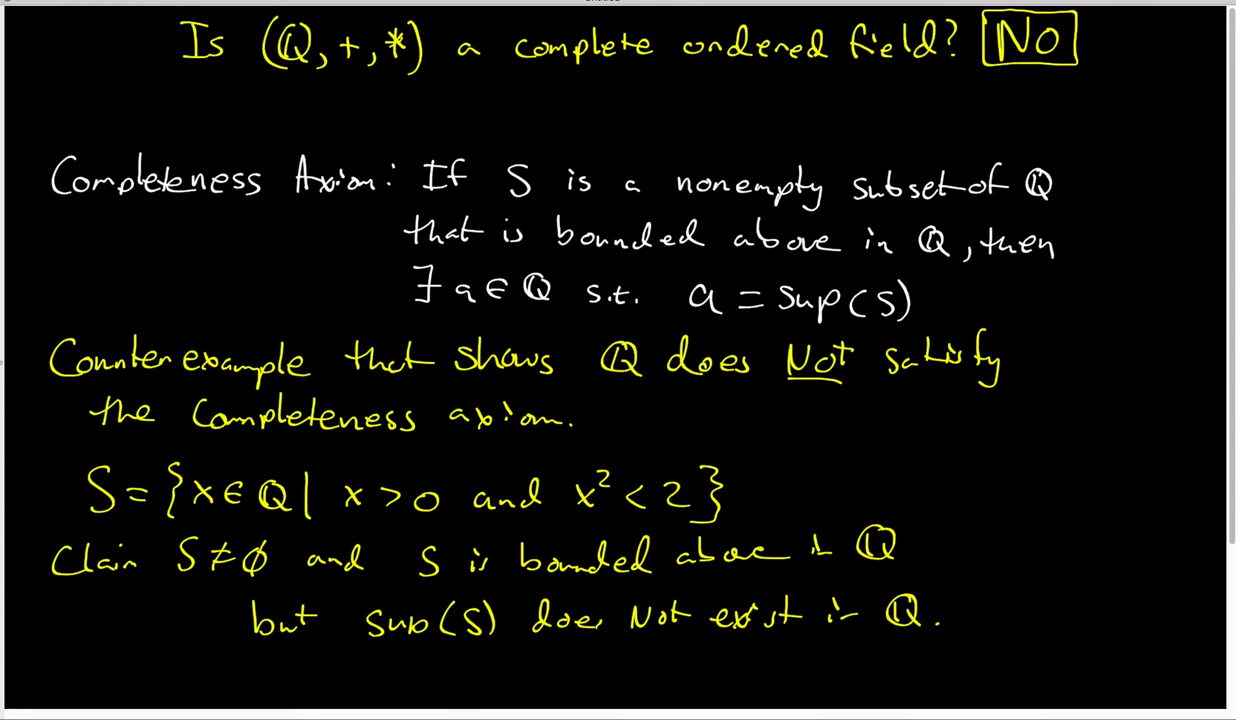 Is (ℚ, +, *) a complete ordered field? NO
Completeness Axiom: If S is a nonempty subset of ℚ
that is bounded above in ℚ, then
∃ a ∈ ℚ s.t. a = sup(S)
Counterexample that shows ℚ does NOT satisfy
the Completeness axiom.
S = {x ∈ ℚ | x > 0 and x² < 2}
Claim S ≠ ϕ and S is bounded above in ℚ
but sup(S) does Not exist in ℚ.